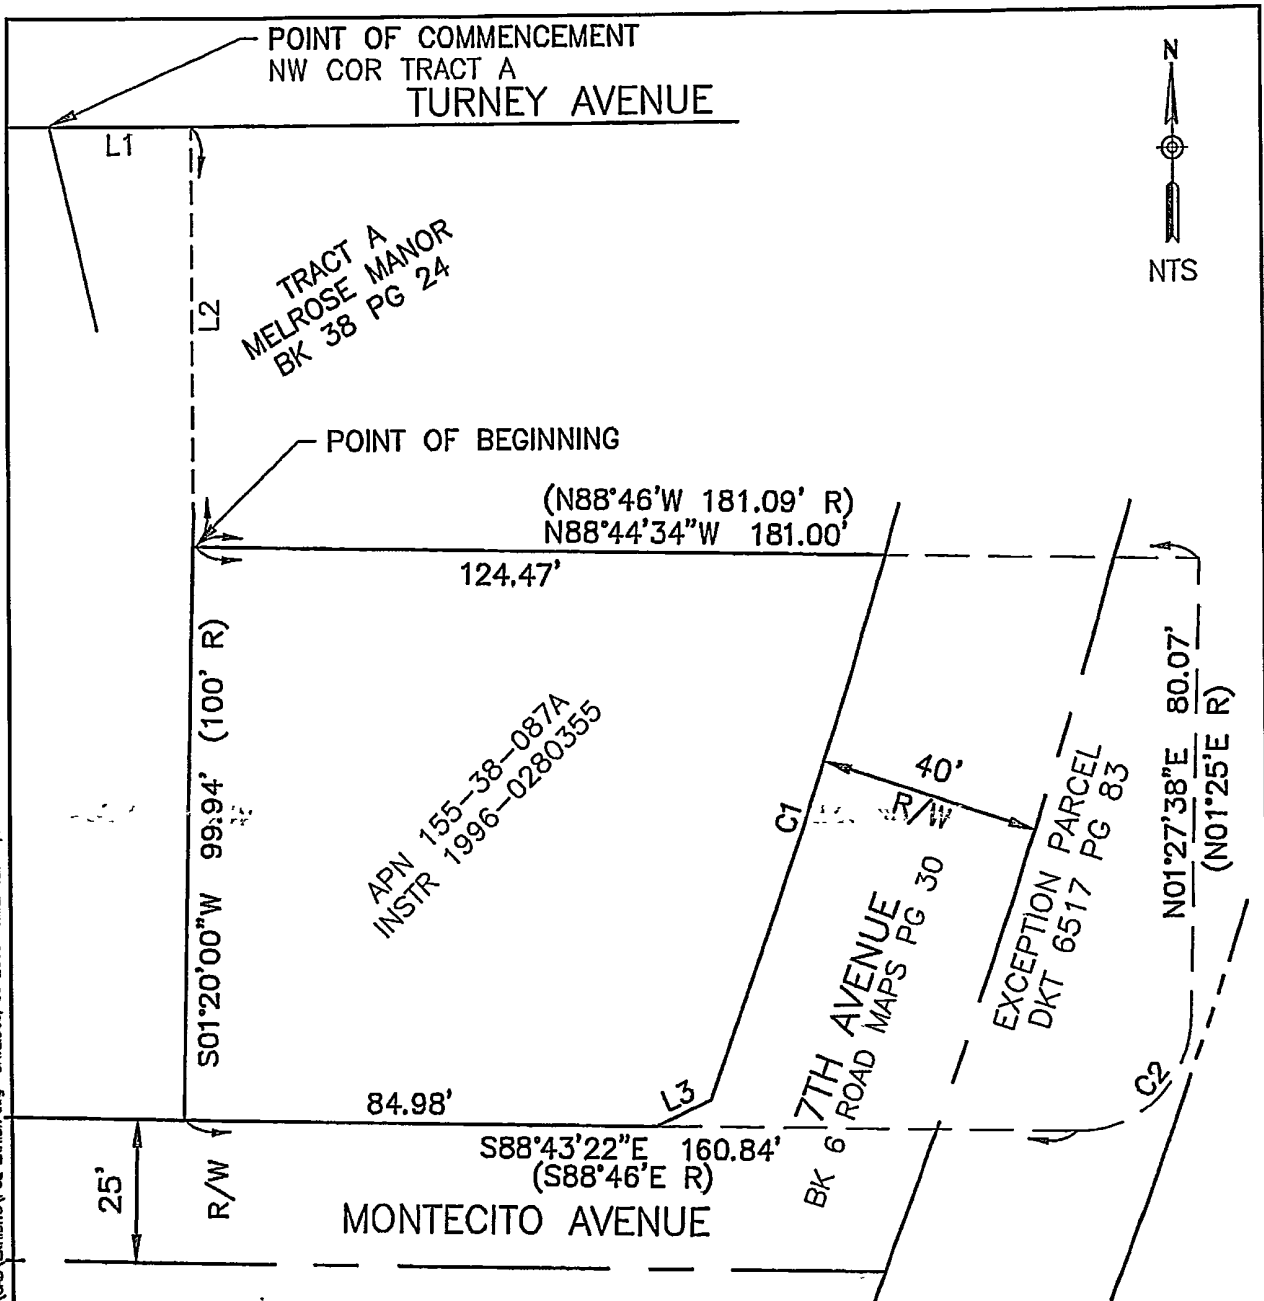 POINT OF COMMENCEMENT
NW COR TRACT A
TURNEY AVENUE
N
NTS
L1
L2
TRACT A
MELROSE MANOR
BK 38 PG 24
POINT OF BEGINNING
(N88°46'W 181.09' R)
N88°44'34"W 181.00'
124.47'
S01°20'00"W 99.94' (100' R)
APN 155-38-087A
INSTR 1996-0280355
C1
40'
R/W
7TH AVENUE
BK 6 ROAD MAPS PG 30
EXCEPTION PARCEL
DKT 6517 PG 83
N01°27'38"E 80.07'
(N01°25'E R)
C2
L3
84.98'
S88°43'22"E 160.84'
(S88°46'E R)
25'
R/W
MONTECITO AVENUE